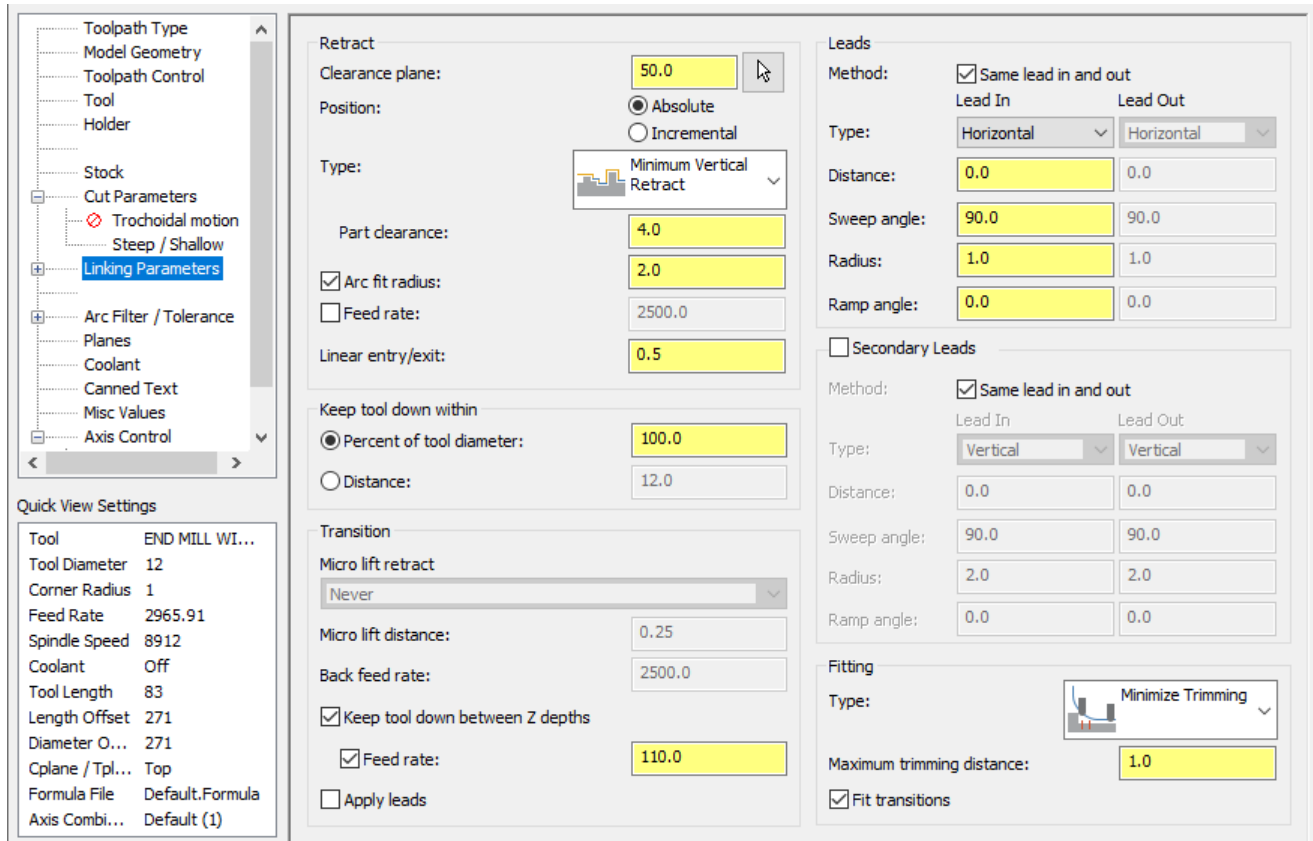 Toolpath Type
Model Geometry
Toolpath Control
Tool
Holder
Stock
Cut Parameters
Trochoidal motion
Steep / Shallow
Linking Parameters
Arc Filter / Tolerance
Planes
Coolant
Canned Text
Misc Values
Axis Control
Quick View Settings
Tool END MILL WI...
Tool Diameter 12
Corner Radius 1
Feed Rate 2965.91
Spindle Speed 8912
Coolant Off
Tool Length 83
Length Offset 271
Diameter O... 271
Cplane / Tpl... Top
Formula File Default.Formula
Axis Combi... Default (1)
Retract
Clearance plane: 50.0
Position: Absolute
Incremental
Type: Minimum Vertical
Retract
Part clearance: 4.0
Arc fit radius: 2.0
Feed rate: 2500.0
Linear entry/exit: 0.5
Keep tool down within
Percent of tool diameter: 100.0
Distance: 12.0
Transition
Micro lift retract
Never
Micro lift distance: 0.25
Back feed rate: 2500.0
Keep tool down between Z depths
Feed rate: 110.0
Apply leads
Leads
Method: Same lead in and out
Lead In Lead Out
Type: Horizontal Horizontal
Distance: 0.0 0.0
Sweep angle: 90.0 90.0
Radius: 1.0 1.0
Ramp angle: 0.0 0.0
Secondary Leads
Method: Same lead in and out
Lead In Lead Out
Type: Vertical Vertical
Distance: 0.0 0.0
Sweep angle: 90.0 90.0
Radius: 2.0 2.0
Ramp angle: 0.0 0.0
Fitting
Type: Minimize Trimming
Maximum trimming distance: 1.0
Fit transitions